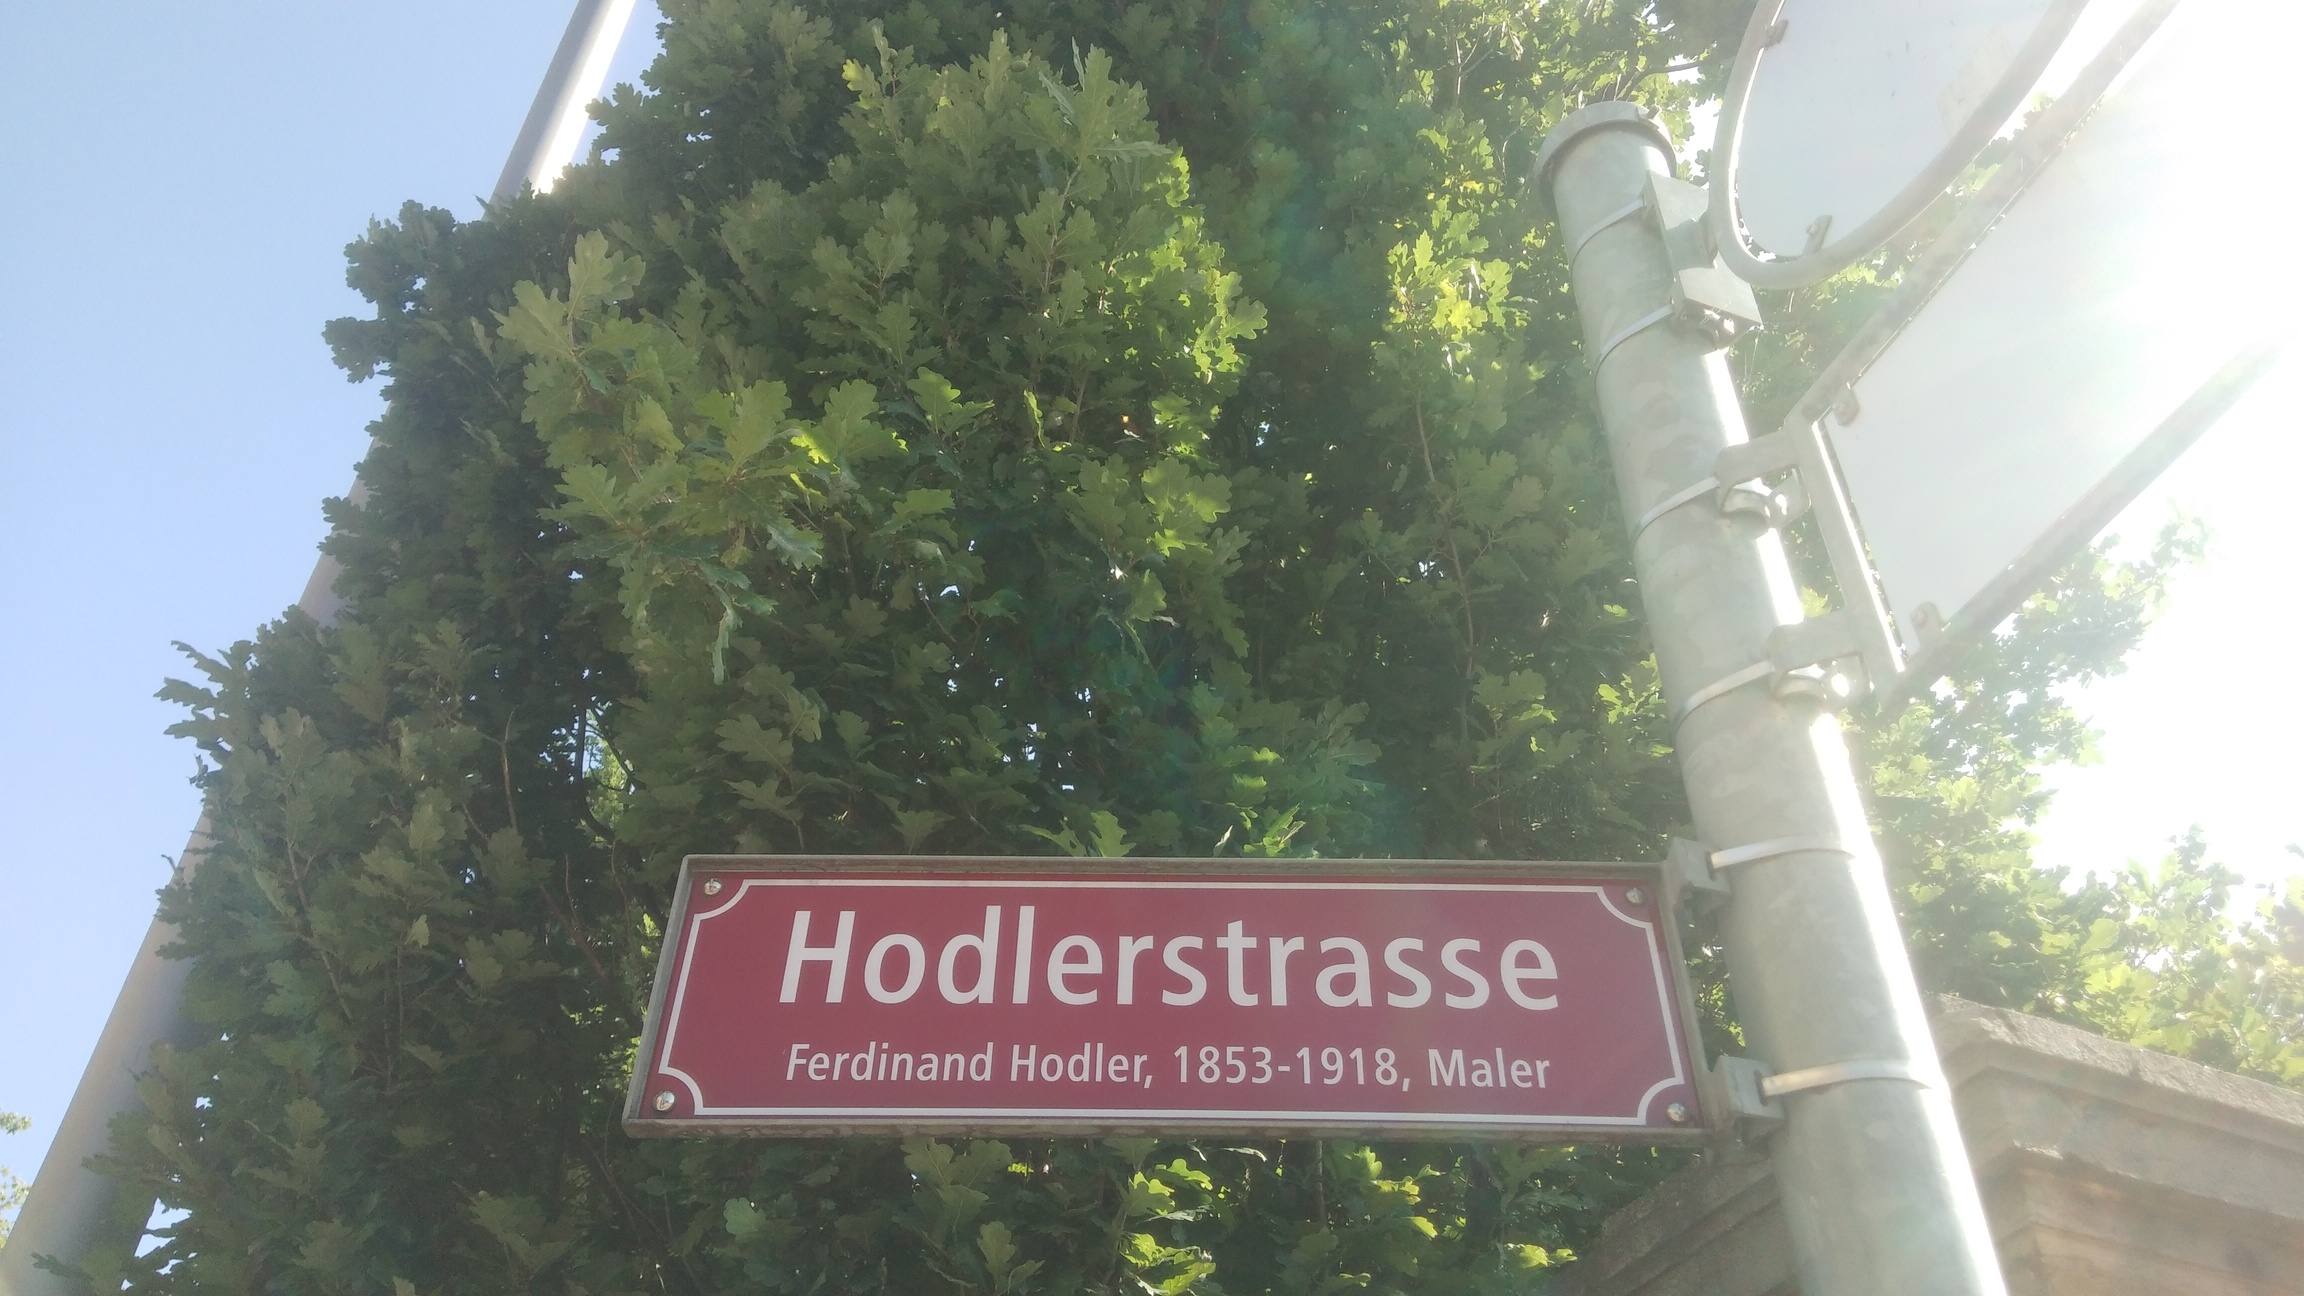 Hodlerstrasse
Ferdinand Hodler, 1853-1918, Maler